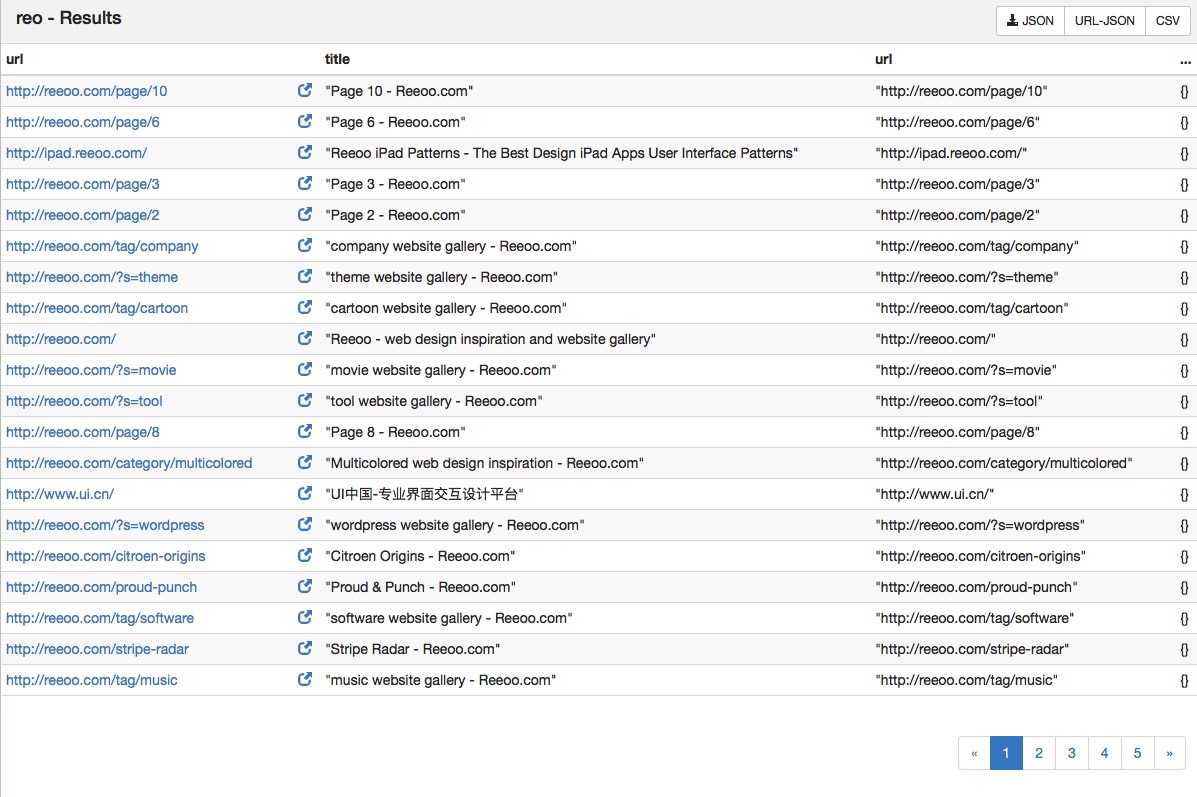 reo - Results JSON URL-JSON CSV
url title url ...
http://reeoo.com/page/10 "Page 10 - Reeoo.com" "http://reeoo.com/page/10" {}
http://reeoo.com/page/6 "Page 6 - Reeoo.com" "http://reeoo.com/page/6" {}
http://ipad.reeoo.com/ "Reeoo iPad Patterns - The Best Design iPad Apps User Interface Patterns" "http://ipad.reeoo.com/" {}
http://reeoo.com/page/3 "Page 3 - Reeoo.com" "http://reeoo.com/page/3" {}
http://reeoo.com/page/2 "Page 2 - Reeoo.com" "http://reeoo.com/page/2" {}
http://reeoo.com/tag/company "company website gallery - Reeoo.com" "http://reeoo.com/tag/company" {}
http://reeoo.com/?s=theme "theme website gallery - Reeoo.com" "http://reeoo.com/?s=theme" {}
http://reeoo.com/tag/cartoon "cartoon website gallery - Reeoo.com" "http://reeoo.com/tag/cartoon" {}
http://reeoo.com/ "Reeoo - web design inspiration and website gallery" "http://reeoo.com/" {}
http://reeoo.com/?s=movie "movie website gallery - Reeoo.com" "http://reeoo.com/?s=movie" {}
http://reeoo.com/?s=tool "tool website gallery - Reeoo.com" "http://reeoo.com/?s=tool" {}
http://reeoo.com/page/8 "Page 8 - Reeoo.com" "http://reeoo.com/page/8" {}
http://reeoo.com/category/multicolored "Multicolored web design inspiration - Reeoo.com" "http://reeoo.com/category/multicolored" {}
http://www.ui.cn/ "UI中国-专业界面交互设计平台" "http://www.ui.cn/" {}
http://reeoo.com/?s=wordpress "wordpress website gallery - Reeoo.com" "http://reeoo.com/?s=wordpress" {}
http://reeoo.com/citroen-origins "Citroen Origins - Reeoo.com" "http://reeoo.com/citroen-origins" {}
http://reeoo.com/proud-punch "Proud & Punch - Reeoo.com" "http://reeoo.com/proud-punch" {}
http://reeoo.com/tag/software "software website gallery - Reeoo.com" "http://reeoo.com/tag/software" {}
http://reeoo.com/stripe-radar "Stripe Radar - Reeoo.com" "http://reeoo.com/stripe-radar" {}
http://reeoo.com/tag/music "music website gallery - Reeoo.com" "http://reeoo.com/tag/music" {}
« 1 2 3 4 5 »